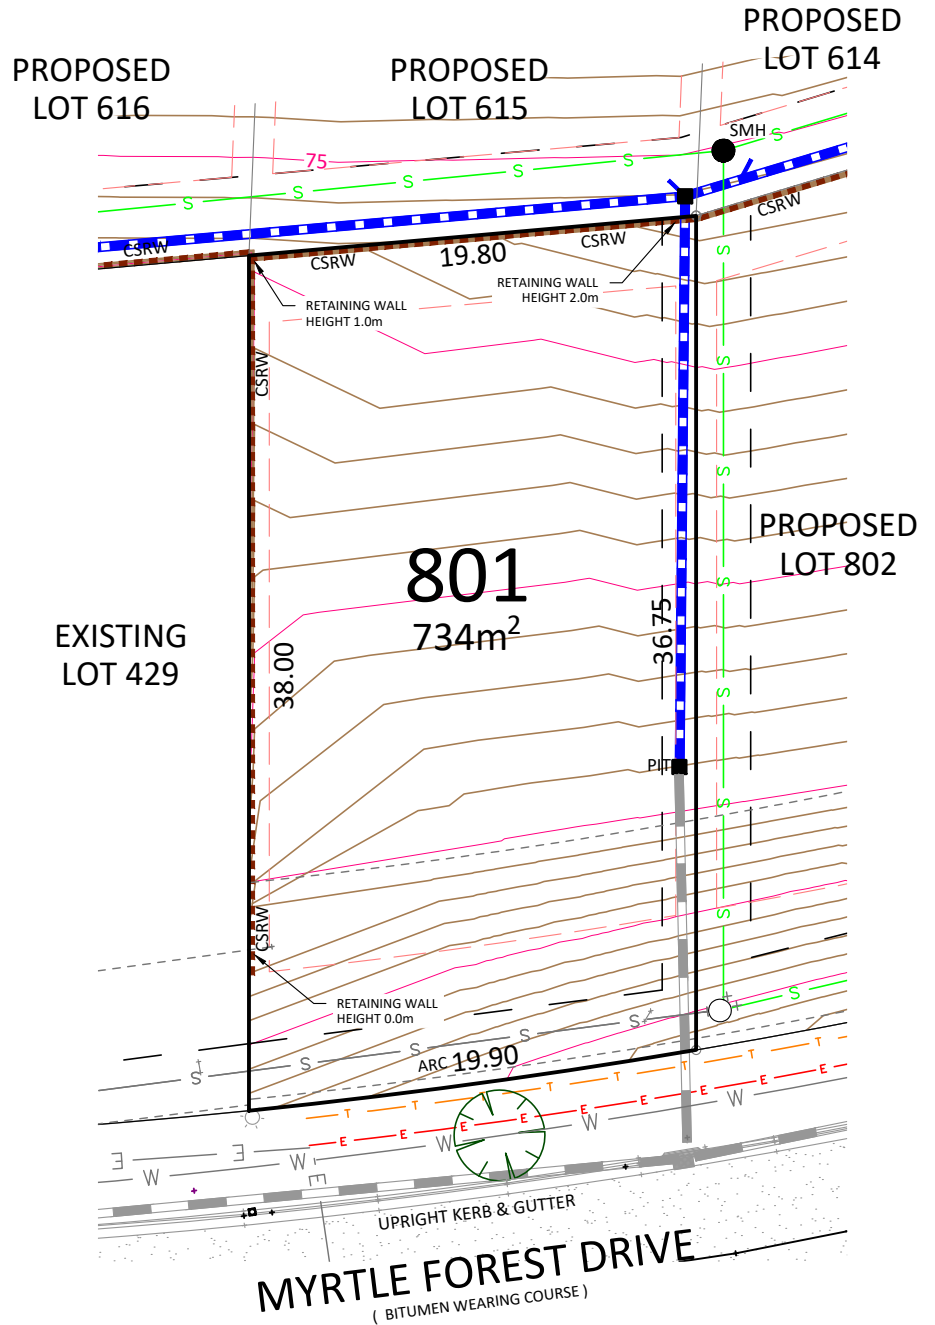 PROPOSED
LOT 614
PROPOSED
LOT 616
PROPOSED
LOT 615
SMH
75
S
S
S
S
S
S
CSRW
CSRW
CSRW
CSRW
19.80
RETAINING WALL
HEIGHT 2.0m
RETAINING WALL
HEIGHT 1.0m
S
S
CSRW
S
801
734m²
PROPOSED
LOT 802
S
36.75
EXISTING
LOT 429
38.00
S
PIT
S
S
CSRW
S
RETAINING WALL
HEIGHT 0.0m
S
S
S
S
S
ARC 19.90
T
T
T
T
T
T
E
E
E
E
E
E
E
E
E
W
W
W
W
W
E
E
E
UPRIGHT KERB & GUTTER
MYRTLE FOREST DRIVE
( BITUMEN WEARING COURSE )